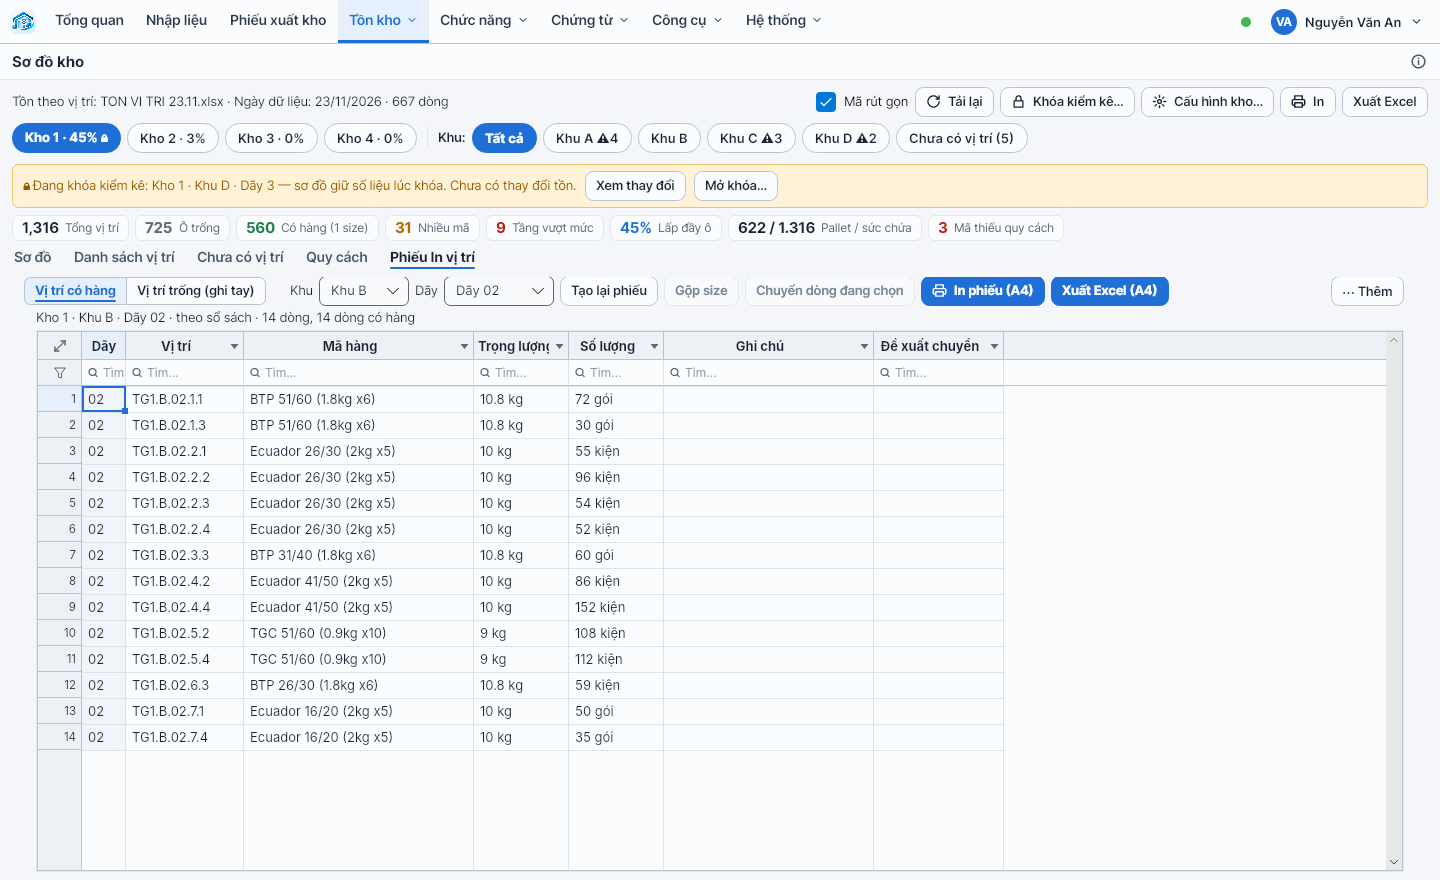 Tổng quan Nhập liệu Phiếu xuất kho Tồn kho Chức năng Chứng từ Công cụ Hệ thống VA Nguyễn Văn An
Sơ đồ kho
Tồn theo vị trí: TON VI TRI 23.11.xlsx · Ngày dữ liệu: 23/11/2026 · 667 dòng Mã rút gọn Tải lại Khóa kiểm kê... Cấu hình kho... In Xuất Excel
Kho 1 · 45% Kho 2 · 3% Kho 3 · 0% Kho 4 · 0% Khu: Tất cả Khu A ⚠4 Khu B Khu C ⚠3 Khu D ⚠2 Chưa có vị trí (5)
Đang khóa kiểm kê: Kho 1 · Khu D · Dãy 3 — sơ đồ giữ số liệu lúc khóa. Chưa có thay đổi tồn. Xem thay đổi Mở khóa...
1,316 Tổng vị trí 725 Ô trống 560 Có hàng (1 size) 31 Nhiều mã 9 Tầng vượt mức 45% Lấp đầy ô 622 / 1.316 Pallet / sức chứa 3 Mã thiếu quy cách
Sơ đồ Danh sách vị trí Chưa có vị trí Quy cách Phiếu In vị trí
Vị trí có hàng Vị trí trống (ghi tay) Khu Khu B Dãy Dãy 02 Tạo lại phiếu Gộp size Chuyển dòng đang chọn In phiếu (A4) Xuất Excel (A4) ··· Thêm
Kho 1 · Khu B · Dãy 02 · theo sổ sách · 14 dòng, 14 dòng có hàng
Dãy Vị trí Mã hàng Trọng lượng Số lượng Ghi chú Đề xuất chuyển
Tìm Tìm... Tìm... Tìm... Tìm... Tìm... Tìm...
1 02 TG1.B.02.1.1 BTP 51/60 (1.8kg x6) 10.8 kg 72 gói
2 02 TG1.B.02.1.3 BTP 51/60 (1.8kg x6) 10.8 kg 30 gói
3 02 TG1.B.02.2.1 Ecuador 26/30 (2kg x5) 10 kg 55 kiện
4 02 TG1.B.02.2.2 Ecuador 26/30 (2kg x5) 10 kg 96 kiện
5 02 TG1.B.02.2.3 Ecuador 26/30 (2kg x5) 10 kg 54 kiện
6 02 TG1.B.02.2.4 Ecuador 26/30 (2kg x5) 10 kg 52 kiện
7 02 TG1.B.02.3.3 BTP 31/40 (1.8kg x6) 10.8 kg 60 gói
8 02 TG1.B.02.4.2 Ecuador 41/50 (2kg x5) 10 kg 86 kiện
9 02 TG1.B.02.4.4 Ecuador 41/50 (2kg x5) 10 kg 152 kiện
10 02 TG1.B.02.5.2 TGC 51/60 (0.9kg x10) 9 kg 108 kiện
11 02 TG1.B.02.5.4 TGC 51/60 (0.9kg x10) 9 kg 112 kiện
12 02 TG1.B.02.6.3 BTP 26/30 (1.8kg x6) 10.8 kg 59 kiện
13 02 TG1.B.02.7.1 Ecuador 16/20 (2kg x5) 10 kg 50 gói
14 02 TG1.B.02.7.4 Ecuador 16/20 (2kg x5) 10 kg 35 gói